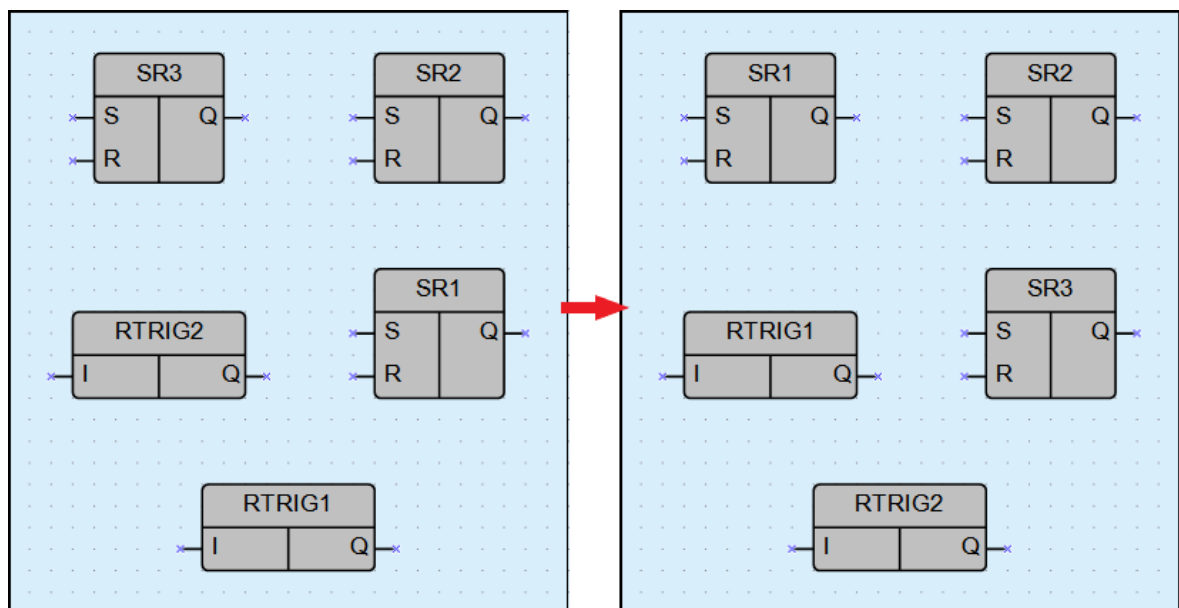 SR3
S Q
R
SR2
S Q
R
RTRIG2
I Q
SR1
S Q
R
RTRIG1
I Q
SR1
S Q
R
SR2
S Q
R
RTRIG1
I Q
SR3
S Q
R
RTRIG2
I Q